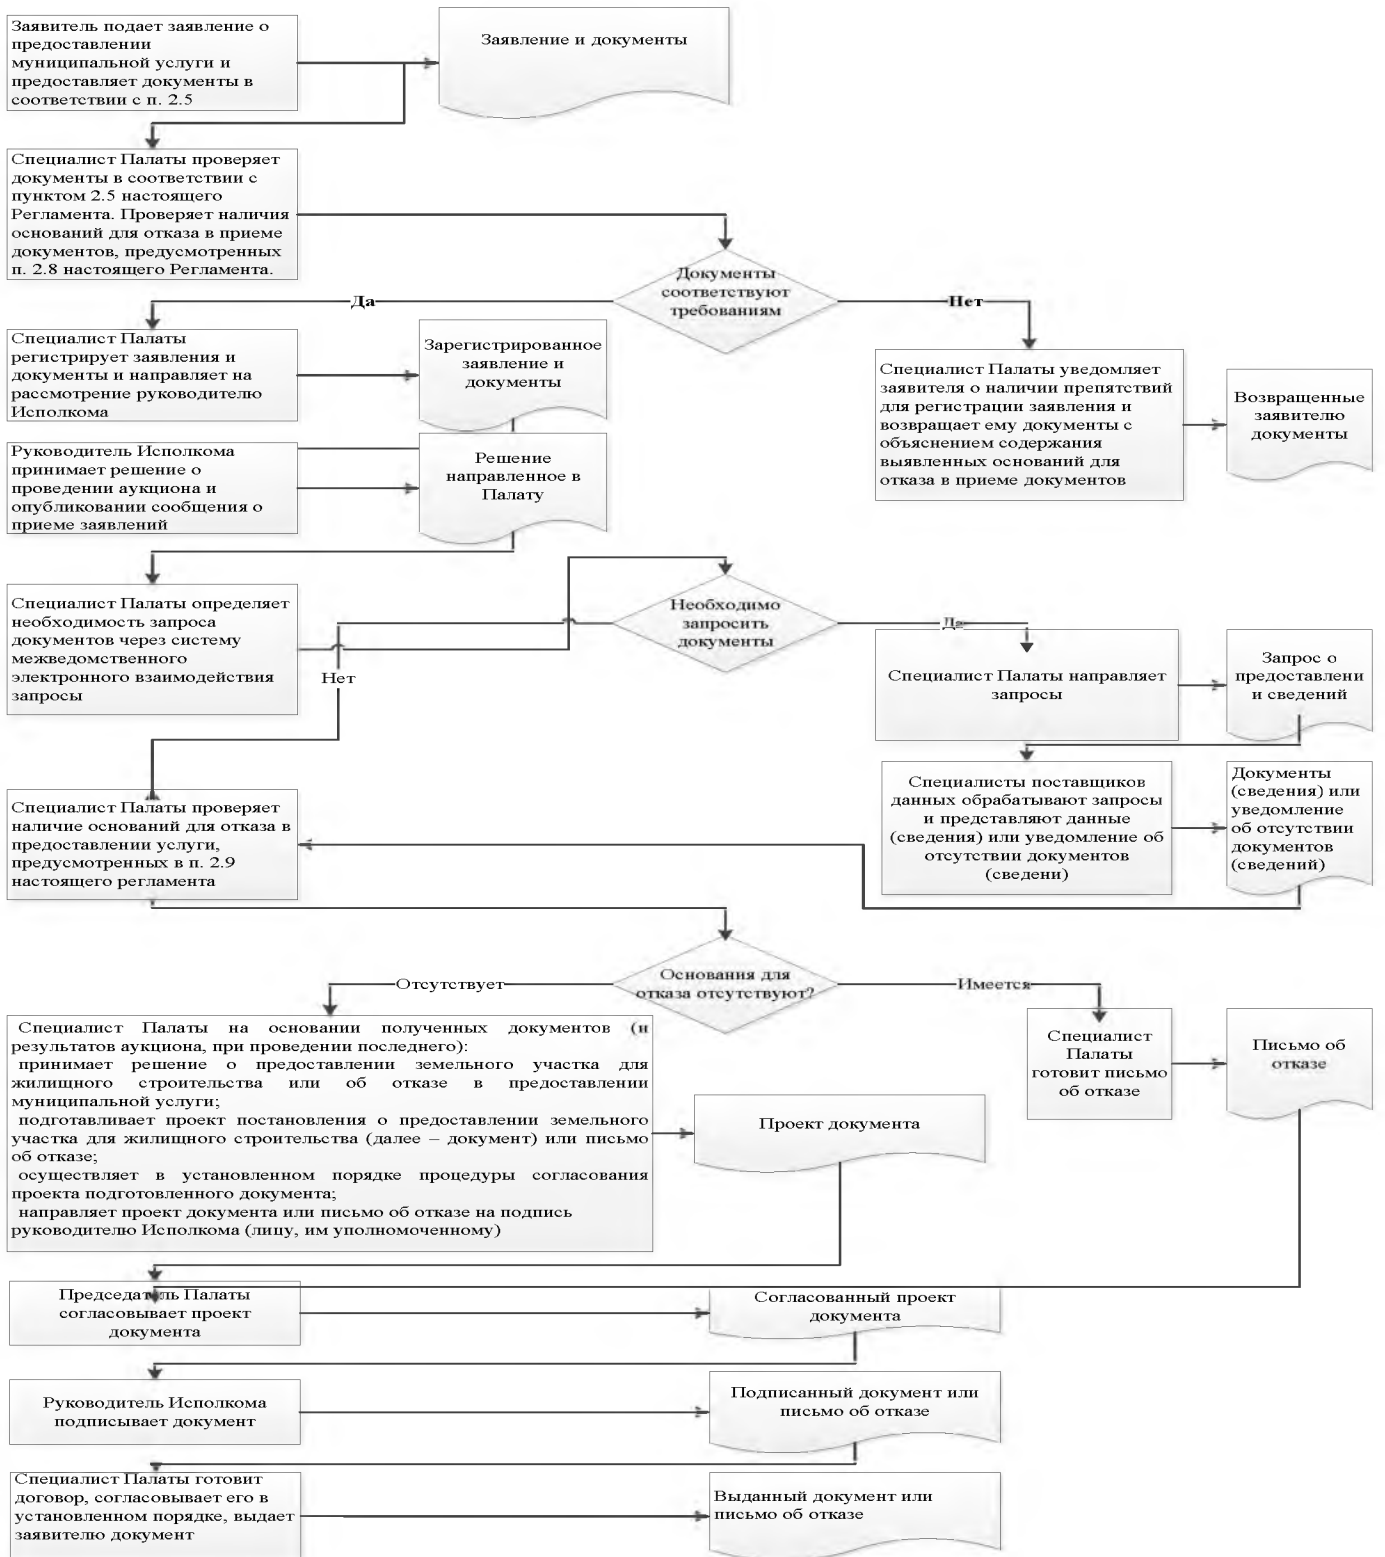 Заявитель подает заявление о
предоставлении
муниципальной услуги и
предоставляет документы в
соответствии с п. 2.5
Заявление и документы
Специалист Палаты проверяет
документы в соответствии с
пунктом 2.5 настоящего
Регламента. Проверяет наличия
оснований для отказа в приеме
документов, предусмотренных
п. 2.8 настоящего Регламента.
Документы
соответствуют
требованиям
Да
Нет
Специалист Палаты
регистрирует заявления и
документы и направляет на
рассмотрение руководителю
Исполкома
Зарегистрированное
заявление и
документы
Специалист Палаты уведомляет
заявителя о наличии препятствий
для регистрации заявления и
возвращает ему документы с
объяснением содержания
выявленных оснований для
отказа в приеме документов
Возвращенные
заявителю
документы
Руководитель Исполкома
принимает решение о
проведении аукциона и
опубликовании сообщения о
приеме заявлений
Решение
направленное в
Палату
Специалист Палаты определяет
необходимость запроса
документов через систему
межведомственного
электронного взаимодействия
запросы
Необходимо
запросить
документы
Да
Нет
Специалист Палаты направляет
запросы
Запрос о
предоставлени
и сведений
Специалисты поставщиков
данных обрабатывают запросы
и представляют данные
(сведения) или уведомление об
отсутствии документов
(сведени)
Документы
(сведения) или
уведомление
об отсутствии
документов
(сведений)
Специалист Палаты проверяет
наличие оснований для отказа в
предоставлении услуги,
предусмотренных в п. 2.9
настоящего регламента
Основания для
отказа отсутствуют?
Отсутствует
Имеется
Специалист Палаты на основании полученных документов (и
результатов аукциона, при проведении последнего):
принимает решение о предоставлении земельного участка для
жилищного строительства или об отказе в предоставлении
муниципальной услуги;
подготавливает проект постановления о предоставлении земельного
участка для жилищного строительства (далее – документ) или письмо
об отказе;
осуществляет в установленном порядке процедуры согласования
проекта подготовленного документа;
направляет проект документа или письмо об отказе на подпись
руководителю Исполкома (лицу, им уполномоченному)
Проект документа
Специалист
Палаты
готовит письмо
об отказе
Письмо об
отказе
Председатель Палаты
согласовывает проект
документа
Согласованный проект
документа
Руководитель Исполкома
подписывает документ
Подписанный документ или
письмо об отказе
Специалист Палаты готовит
договор, согласовывает его в
установленном порядке, выдает
заявителю документ
Выданный документ или
письмо об отказе